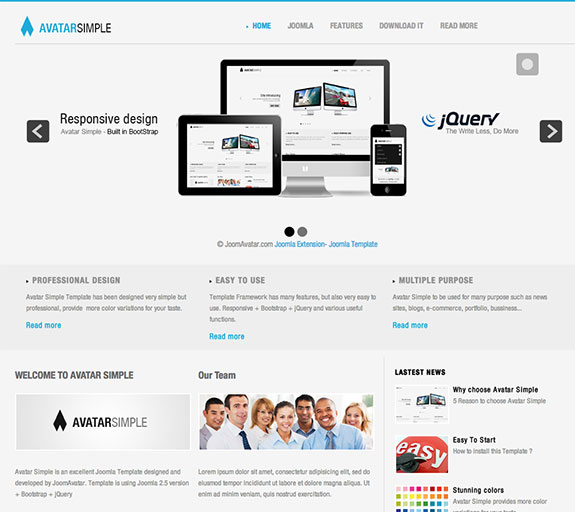 AVATARSIMPLE
HOME JOOMLA FEATURES DOWNLOAD IT READ MORE
Responsive design
Avatar Simple - Built in BootStrap
jQuery
The Write Less, Do More
© JoomAvatar.com Joomla Extension- Joomla Template
PROFESSIONAL DESIGN
Avatar Simple Template has been designed very simple but
professional, provide more color variations for your taste.
Read more
EASY TO USE
Template Framework has many features, but also very easy to
use. Responsive + Bootstrap + jQuery and various useful
functions.
Read more
MULTIPLE PURPOSE
Avatar Simple to be used for many purpose such as news
sites, blogs, e-commerce, portfolio, bussiness...
Read more
WELCOME TO AVATAR SIMPLE
AVATARSIMPLE
Avatar Simple is an excellent Joomla Template designed and
developed by JoomAvatar. Template is using Joomla 2.5 version
+ Bootstrap + jQuery
Our Team
Lorem ipsum dolor sit amet, consectetur adipisicing elit, sed do
eiusmod tempor incididunt ut labore et dolore magna aliqua. Ut
enim ad minim veniam, quis nostrud exercitation.
LASTEST NEWS
Why choose Avatar Simple
5 Reason to choose Avatar Simple
easy
Easy To Start
How to install this Template ?
Stunning colors
Avatar Simple provides more
color variations for your taste.